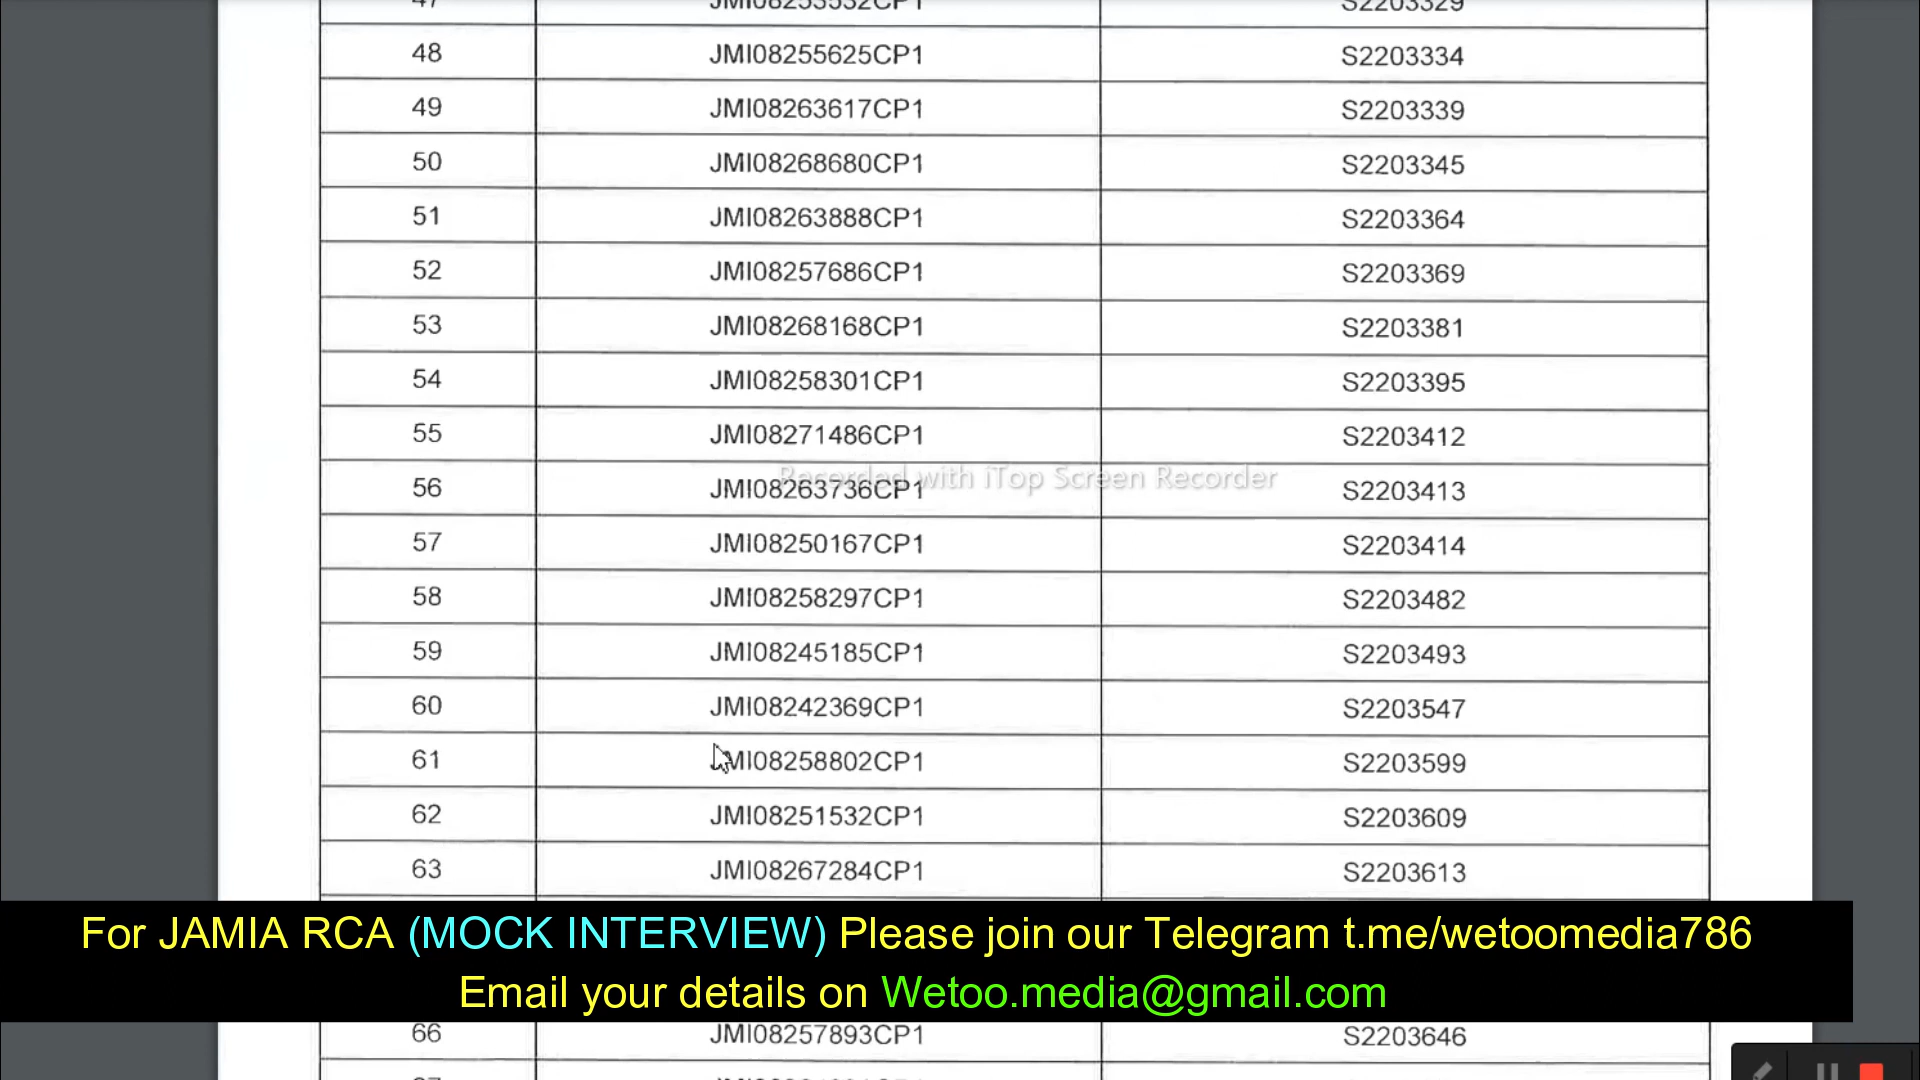 48 JMI08255625CP1 S2203334
49 JMI08263617CP1 S2203339
50 JMI08268680CP1 S2203345
51 JMI08263888CP1 S2203364
52 JMI08257686CP1 S2203369
53 JMI08268168CP1 S2203381
54 JMI08258301CP1 S2203395
55 JMI08271486CP1 S2203412
Recorded with iTop Screen Recorder
56 JMI08263736CP1 S2203413
57 JMI08250167CP1 S2203414
58 JMI08258297CP1 S2203482
59 JMI08245185CP1 S2203493
60 JMI08242369CP1 S2203547
61 JMI08258802CP1 S2203599
62 JMI08251532CP1 S2203609
63 JMI08267284CP1 S2203613
For JAMIA RCA (MOCK INTERVIEW) Please join our Telegram t.me/wetoomedia786
Email your details on Wetoo.media@gmail.com
66 JMI08257893CP1 S2203646